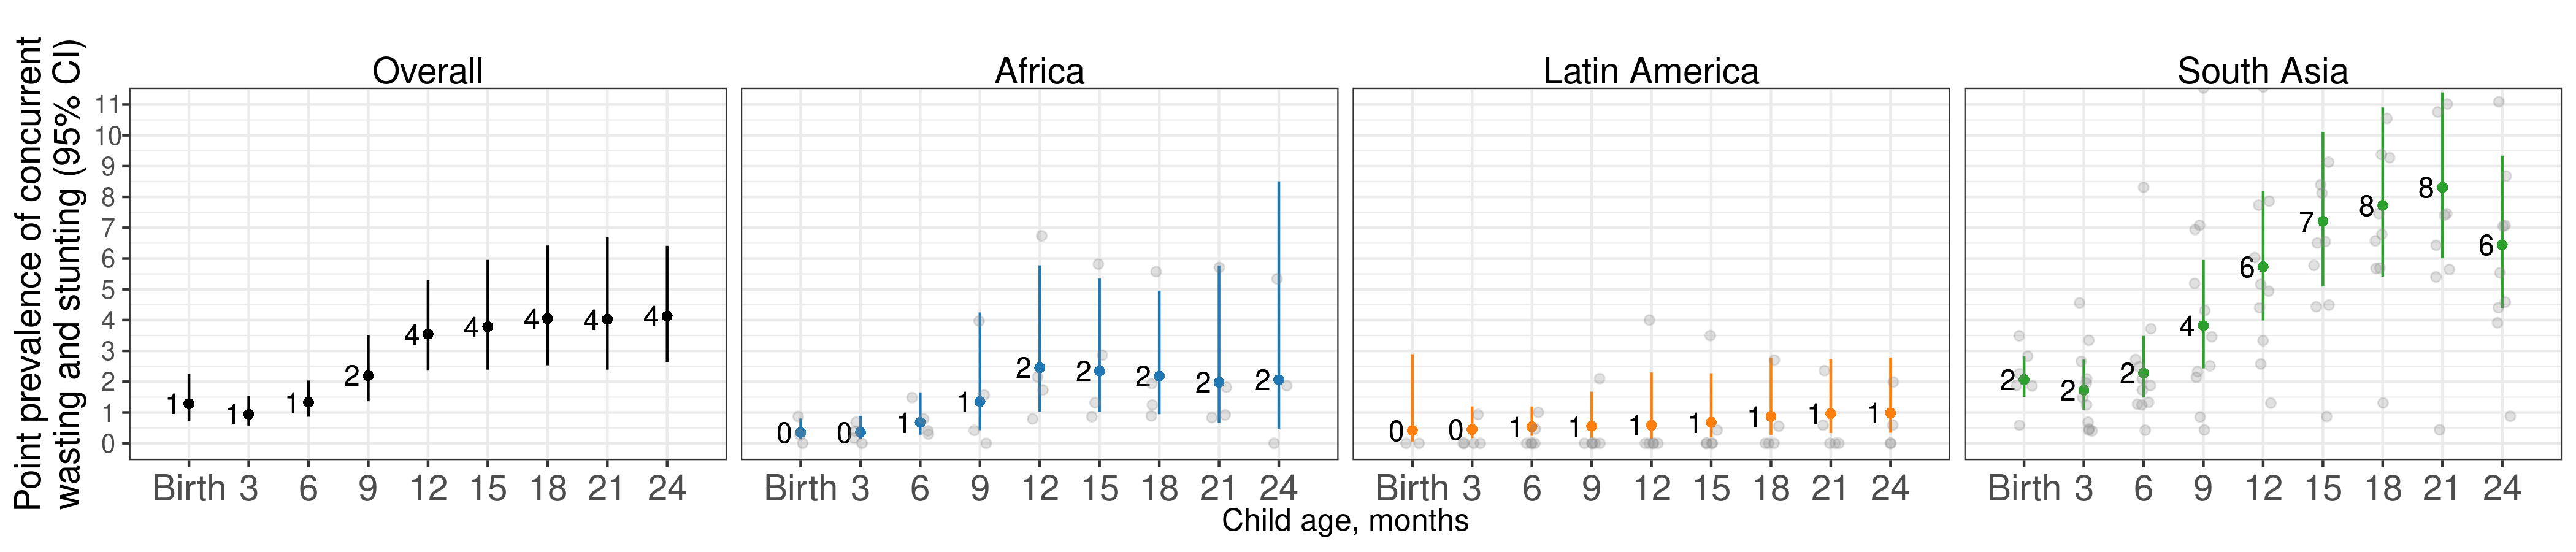 Point prevalence of concurrent
wasting and stunting (95% CI)
Overall
Africa
Latin America
South Asia
11
10
9
8
7
6
5
4
3
2
1
0
1 1 1 2 4 4 4 4 4
0 0 1 1 2 2 2 2 2
0 0 1 1 1 1 1 1 1
2 2 2 4 6 7 8 8 6
Birth 3 6 9 12 15 18 21 24
Birth 3 6 9 12 15 18 21 24
Birth 3 6 9 12 15 18 21 24
Birth 3 6 9 12 15 18 21 24
Child age, months